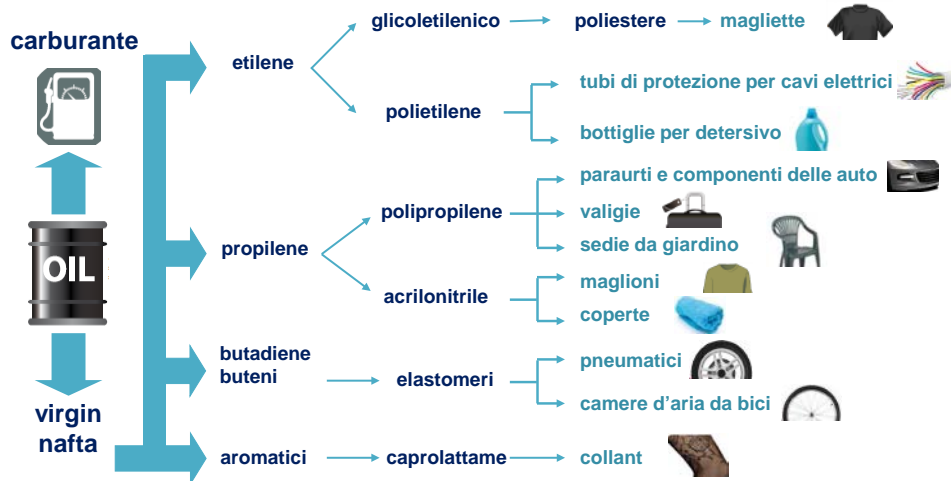 carburante
OIL
virgin
nafta
etilene
glicoletilenico
poliestere
magliette
polietilene
tubi di protezione per cavi elettrici
bottiglie per detersivo
propilene
polipropilene
paraurti e componenti delle auto
valigie
sedie da giardino
acrilonitrile
maglioni
coperte
butadiene
buteni
elastomeri
pneumatici
camere d’aria da bici
aromatici
caprolattame
collant